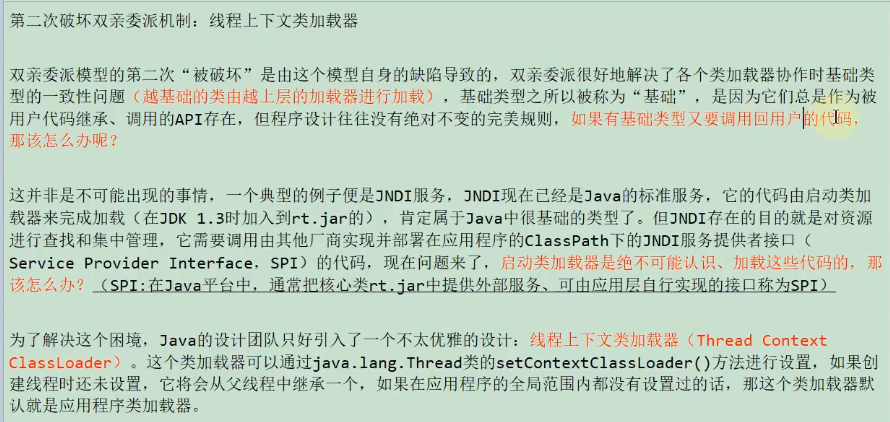 第二次破坏双亲委派机制：线程上下文类加载器
双亲委派模型的第二次“被破坏”是由这个模型自身的缺陷导致的，双亲委派很好地解决了各个类加载器协作时基础类
型的一致性问题（越基础的类由越上层的加载器进行加载），基础类型之所以被称为“基础”，是因为它们总是作为被
用户代码继承、调用的API存在，但程序设计往往没有绝对不变的完美规则，如果有基础类型又要调用回用户的代码，
那该怎么办呢？
这并非是不可能出现的事情，一个典型的例子便是JNDI服务，JNDI现在已经是Java的标准服务，它的代码由启动类加
载器来完成加载（在JDK 1.3时加入到rt.jar的），肯定属于Java中很基础的类型了。但JNDI存在的目的就是对资源
进行查找和集中管理，它需要调用由其他厂商实现并部署在应用程序的ClassPath下的JNDI服务提供者接口（
Service Provider Interface，SPI）的代码，现在问题来了，启动类加载器是绝不可能认识、加载这些代码的，那
该怎么办？（SPI:在Java平台中，通常把核心类rt.jar中提供外部服务、可由应用层自行实现的接口称为SPI）
为了解决这个困境，Java的设计团队只好引入了一个不太优雅的设计：线程上下文类加载器（Thread Context
ClassLoader）。这个类加载器可以通过java.lang.Thread类的setContextClassLoader()方法进行设置，如果创
建线程时还未设置，它将会从父线程中继承一个，如果在应用程序的全局范围内都没有设置过的话，那这个类加载器默
认就是应用程序类加载器。